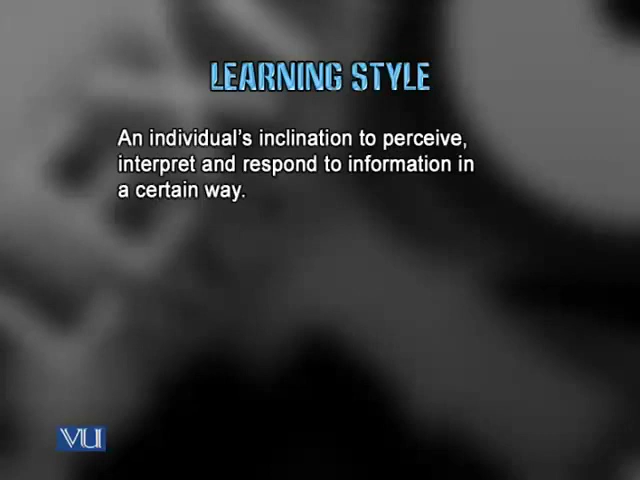 LEARNING STYLE
An individual's inclination to perceive,
interpret and respond to information in
a certain way.
VU